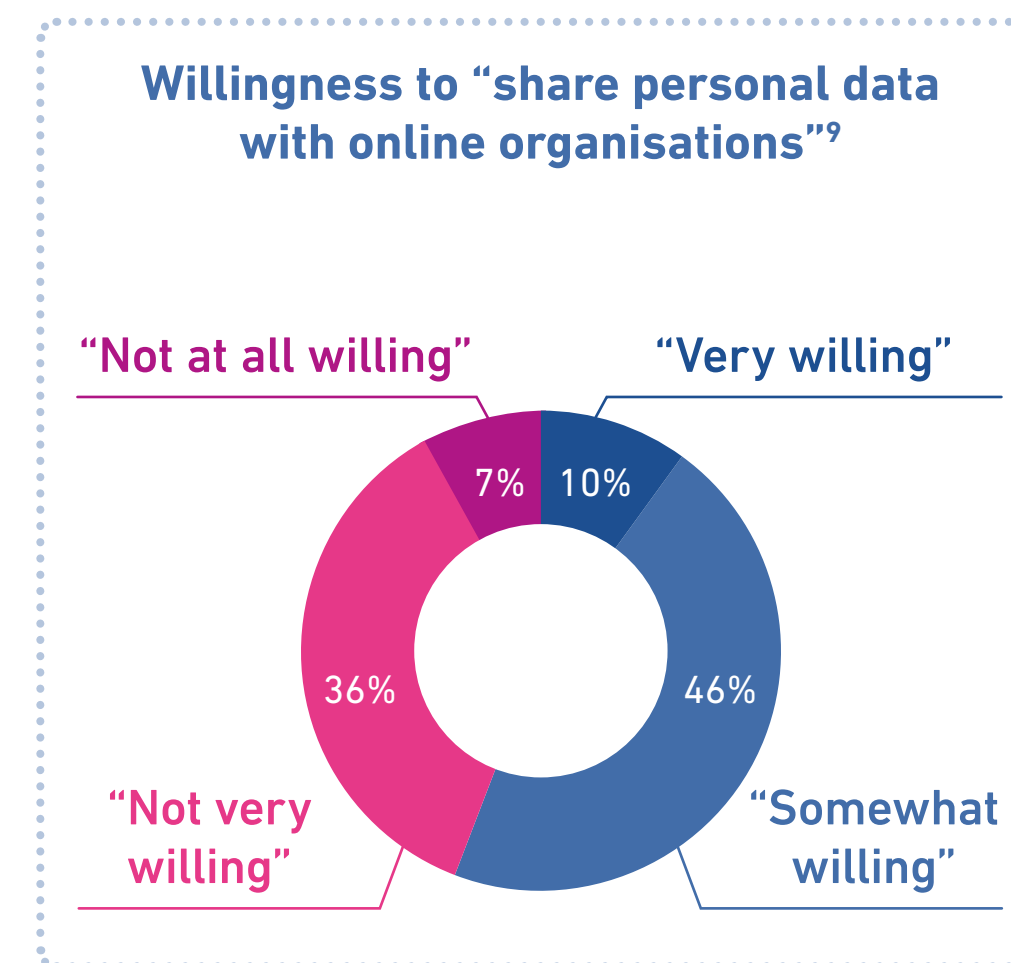 Willingness to “share personal data
with online organisations”⁹
“Not at all willing”
“Very willing”
7%
10%
36%
46%
“Not very
willing”
“Somewhat
willing”